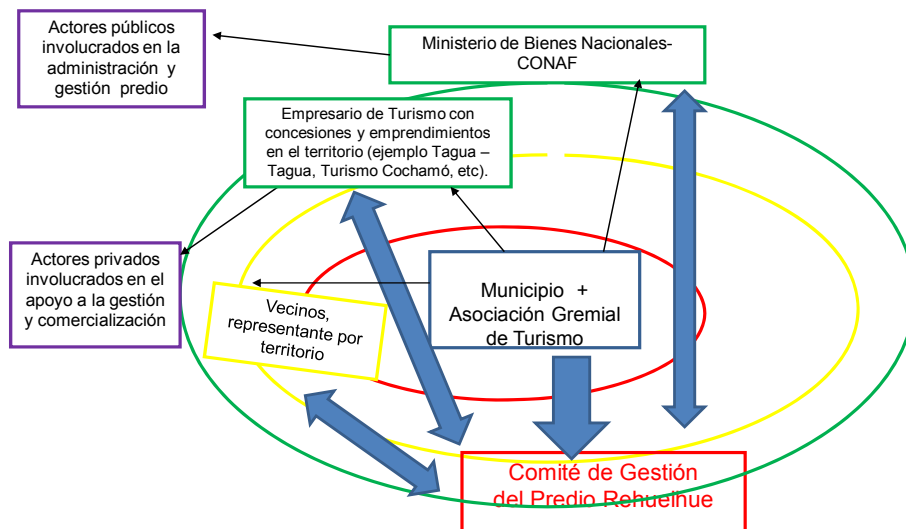 Actores públicos
involucrados en la
administración y
gestión predio
Ministerio de Bienes Nacionales-
CONAF
Empresario de Turismo con
concesiones y emprendimientos
en el territorio (ejemplo Tagua –
Tagua, Turismo Cochamó, etc).
Actores privados
involucrados en el
apoyo a la gestión
y comercialización
Vecinos,
representante por
territorio
Municipio +
Asociación Gremial
de Turismo
Comité de Gestión
del Predio Rehueihue